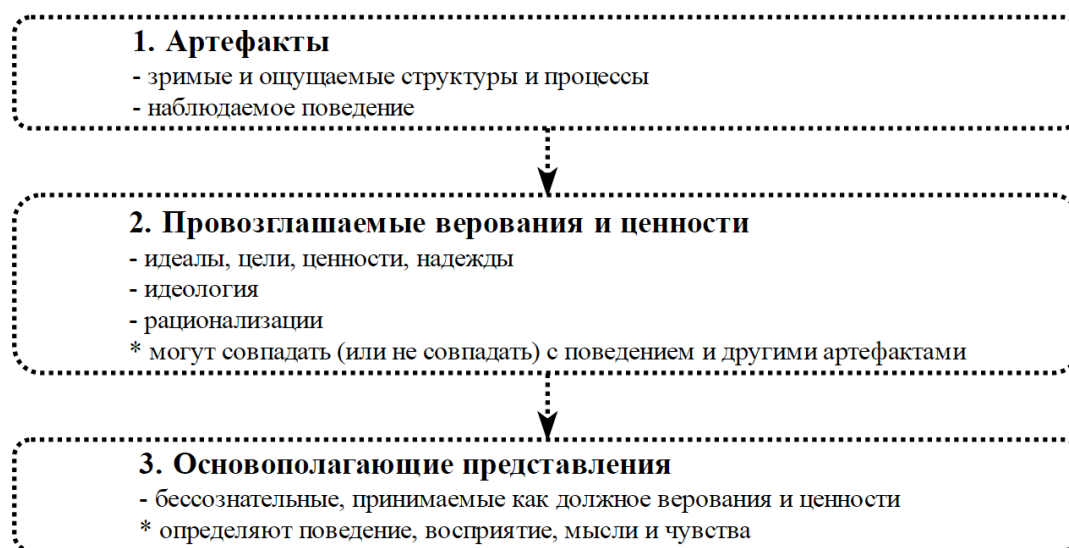 1. Артефакты
- зримые и ощущаемые структуры и процессы
- наблюдаемое поведение
2. Провозглашаемые верования и ценности
- идеалы, цели, ценности, надежды
- идеология
- рационализации
* могут совпадать (или не совпадать) с поведением и другими артефактами
3. Основополагающие представления
- бессознательные, принимаемые как должное верования и ценности
* определяют поведение, восприятие, мысли и чувства